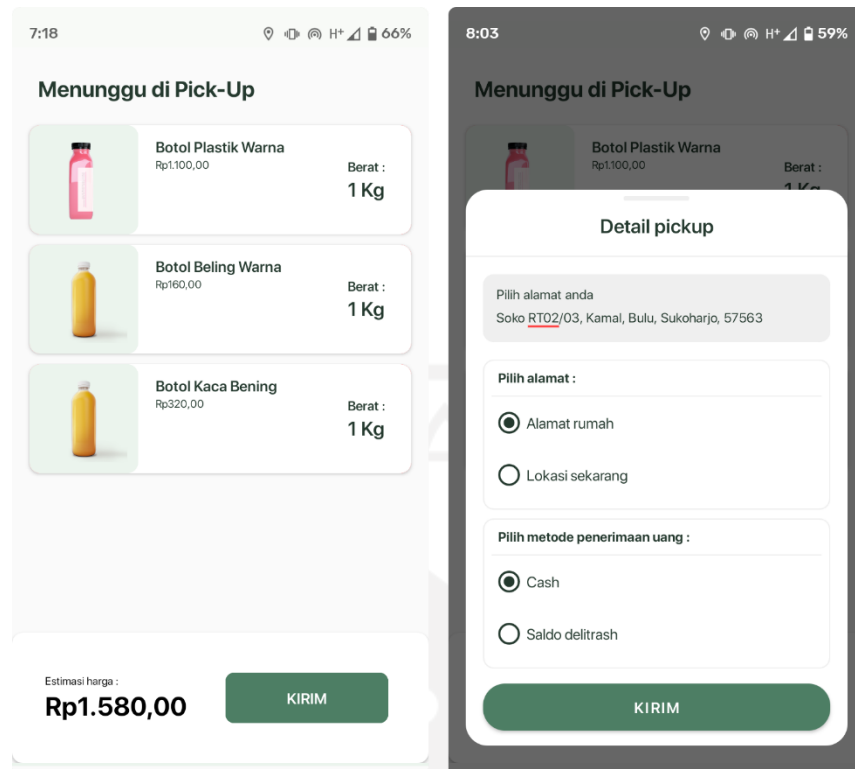 7:18
H+ 66%
Menunggu di Pick-Up
Botol Plastik Warna
Rp1.100,00
Berat :
1 Kg
Botol Beling Warna
Rp160,00
Berat :
1 Kg
Botol Kaca Bening
Rp320,00
Berat :
1 Kg
Estimasi harga :
Rp1.580,00
KIRIM
8:03
H+ 59%
Menunggu di Pick-Up
Botol Plastik Warna
Rp1.100,00
Berat :
1 Kg
Detail pickup
Pilih alamat anda
Soko RT02/03, Kamal, Bulu, Sukoharjo, 57563
Pilih alamat :
Alamat rumah
Lokasi sekarang
Pilih metode penerimaan uang :
Cash
Saldo delitrash
KIRIM